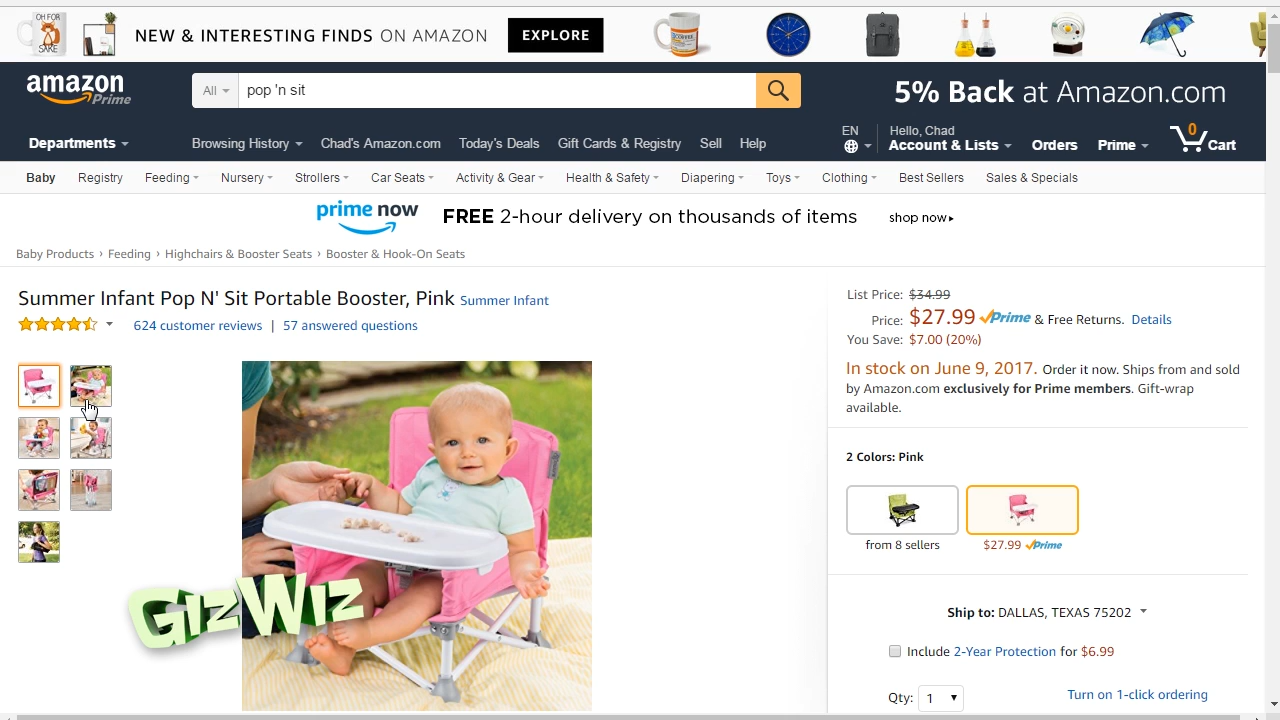 OH FOR
SAKE
NEW & INTERESTING FINDS ON AMAZON
EXPLORE
amazon
Prime
All
pop 'n sit
5% Back at Amazon.com
Departments
Browsing History
Chad's Amazon.com
Today's Deals
Gift Cards & Registry
Sell
Help
EN
Hello, Chad
Account & Lists
Orders
Prime
0
Cart
Baby
Registry
Feeding
Nursery
Strollers
Car Seats
Activity & Gear
Health & Safety
Diapering
Toys
Clothing
Best Sellers
Sales & Specials
prime now
FREE 2-hour delivery on thousands of items
shop now
Baby Products › Feeding › Highchairs & Booster Seats › Booster & Hook-On Seats
Summer Infant Pop N' Sit Portable Booster, Pink Summer Infant
624 customer reviews | 57 answered questions
List Price: $34.99
Price: $27.99 Prime & Free Returns. Details
You Save: $7.00 (20%)
In stock on June 9, 2017. Order it now. Ships from and sold
by Amazon.com exclusively for Prime members. Gift-wrap
available.
2 Colors: Pink
from 8 sellers
$27.99 Prime
GizWiz
Ship to: DALLAS, TEXAS 75202
Include 2-Year Protection for $6.99
Qty: 1
Turn on 1-click ordering